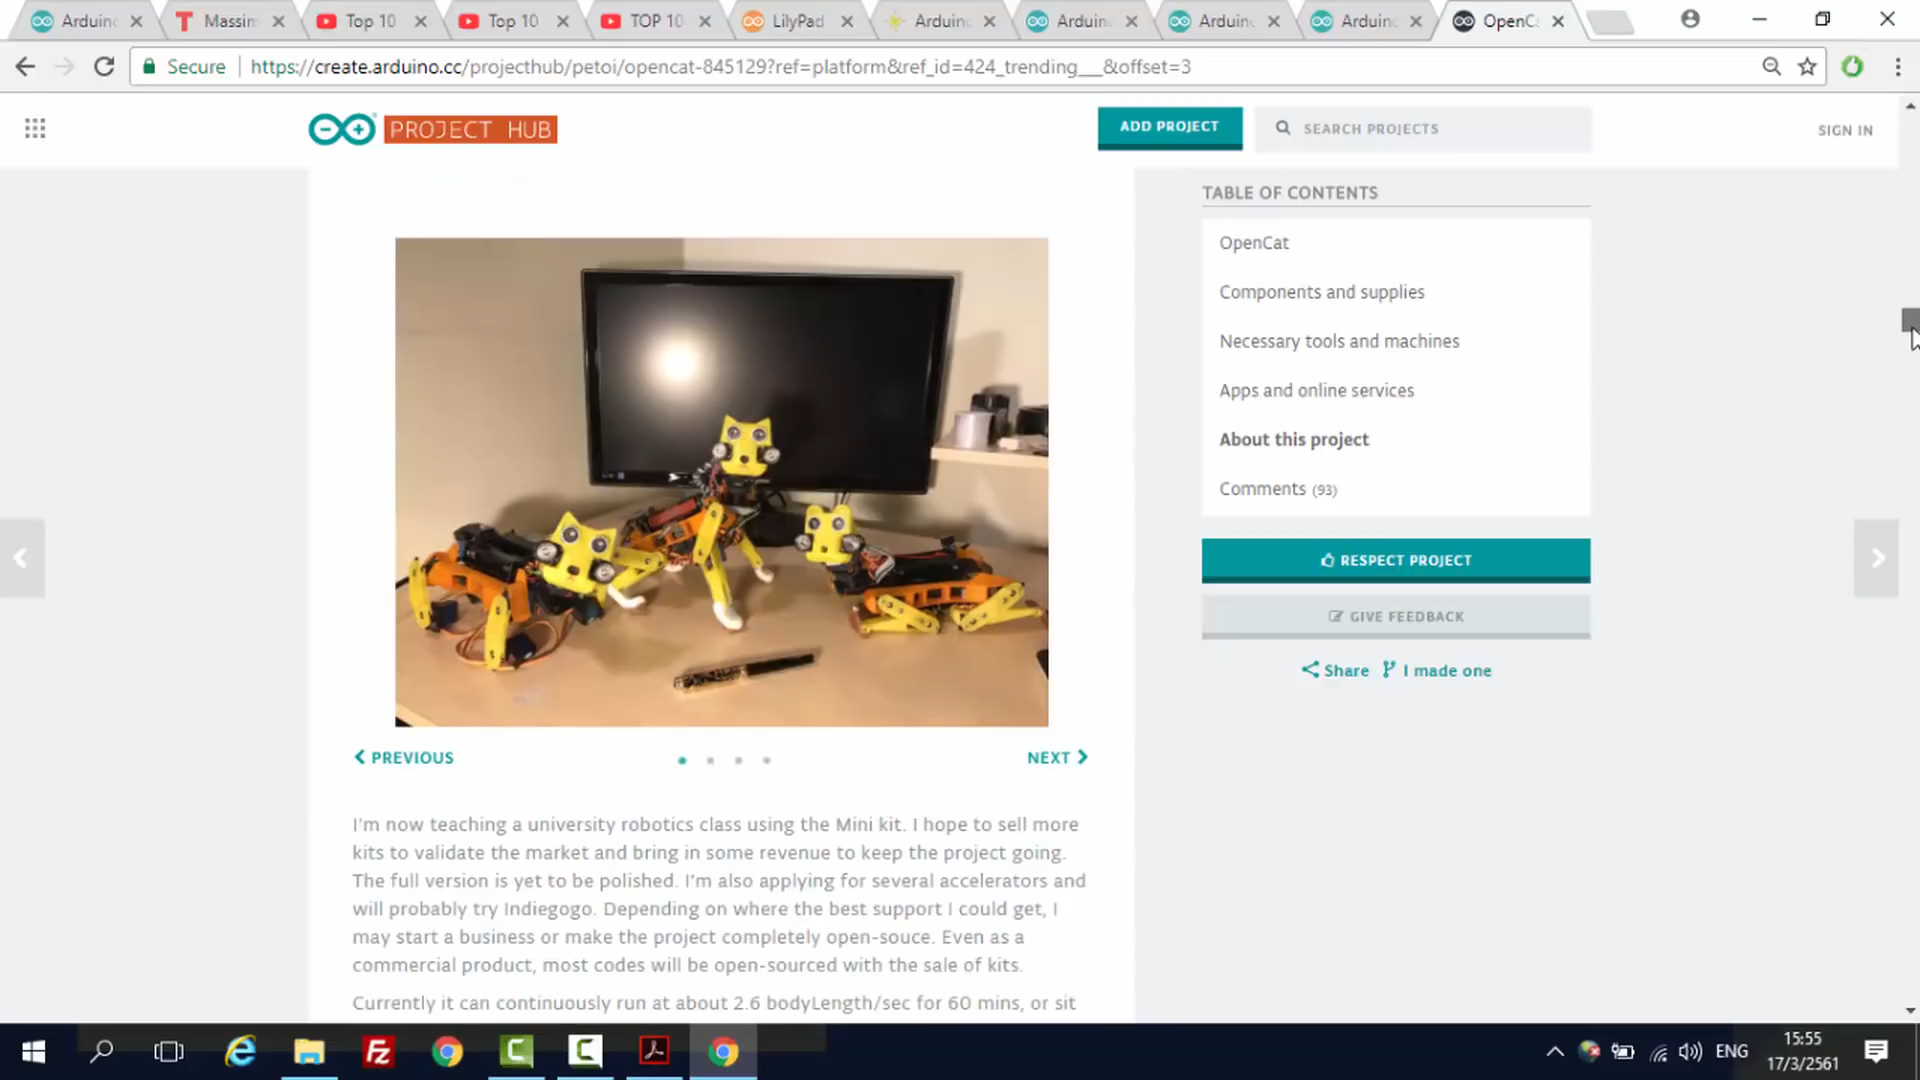 Arduino
Massim
Top 10
Top 10
TOP 10
LilyPad
Arduino
Arduino
Arduino
Arduino
OpenCa
Secure
https://create.arduino.cc/projecthub/petoi/opencat-845129?ref=platform&ref_id=424_trending___&offset=3
PROJECT HUB
ADD PROJECT
SEARCH PROJECTS
SIGN IN
TABLE OF CONTENTS
OpenCat
Components and supplies
Necessary tools and machines
Apps and online services
About this project
Comments (93)
RESPECT PROJECT
GIVE FEEDBACK
Share
I made one
PREVIOUS
NEXT
I'm now teaching a university robotics class using the Mini kit. I hope to sell more
kits to validate the market and bring in some revenue to keep the project going.
The full version is yet to be polished. I'm also applying for several accelerators and
will probably try Indiegogo. Depending on where the best support I could get, I
may start a business or make the project completely open-souce. Even as a
commercial product, most codes will be open-sourced with the sale of kits.
Currently it can continuously run at about 2.6 bodyLength/sec for 60 mins, or sit
ENG
15:55
17/3/2561